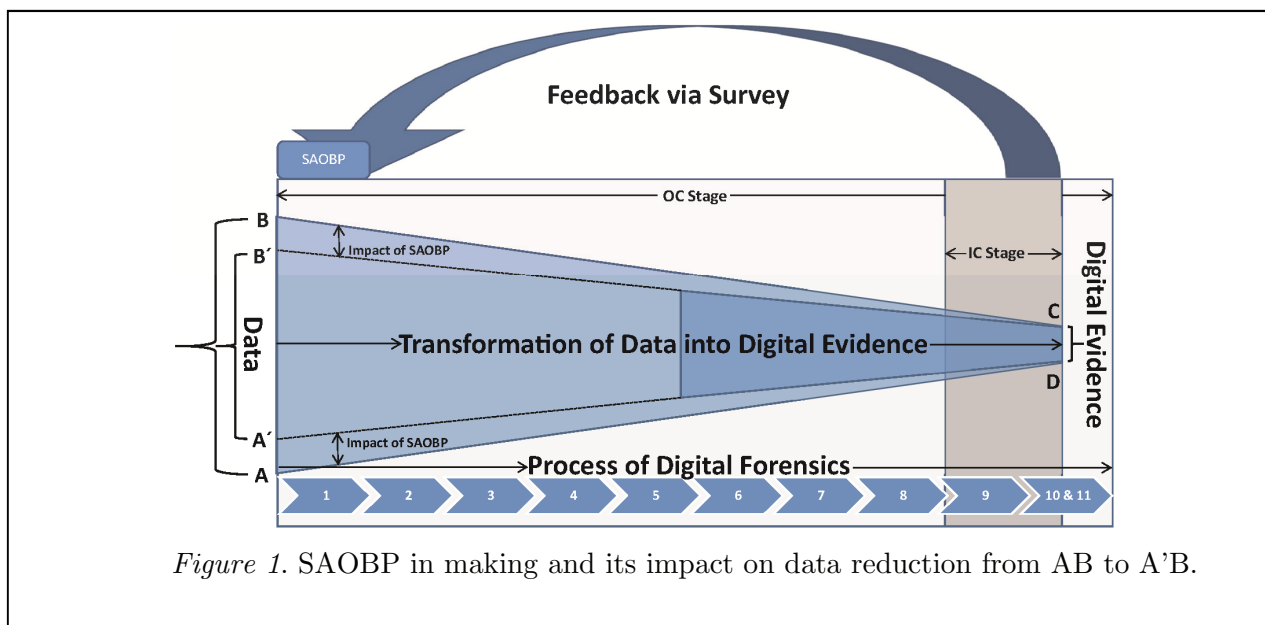 Feedback via Survey
SAOBP
OC Stage
B
Impact of SAOBP
B´
IC Stage
C
Data
Transformation of Data into Digital Evidence
Digital Evidence
D
A´
Impact of SAOBP
A
Process of Digital Forensics
1 2 3 4 5 6 7 8 9 10 & 11
Figure 1. SAOBP in making and its impact on data reduction from AB to A'B.